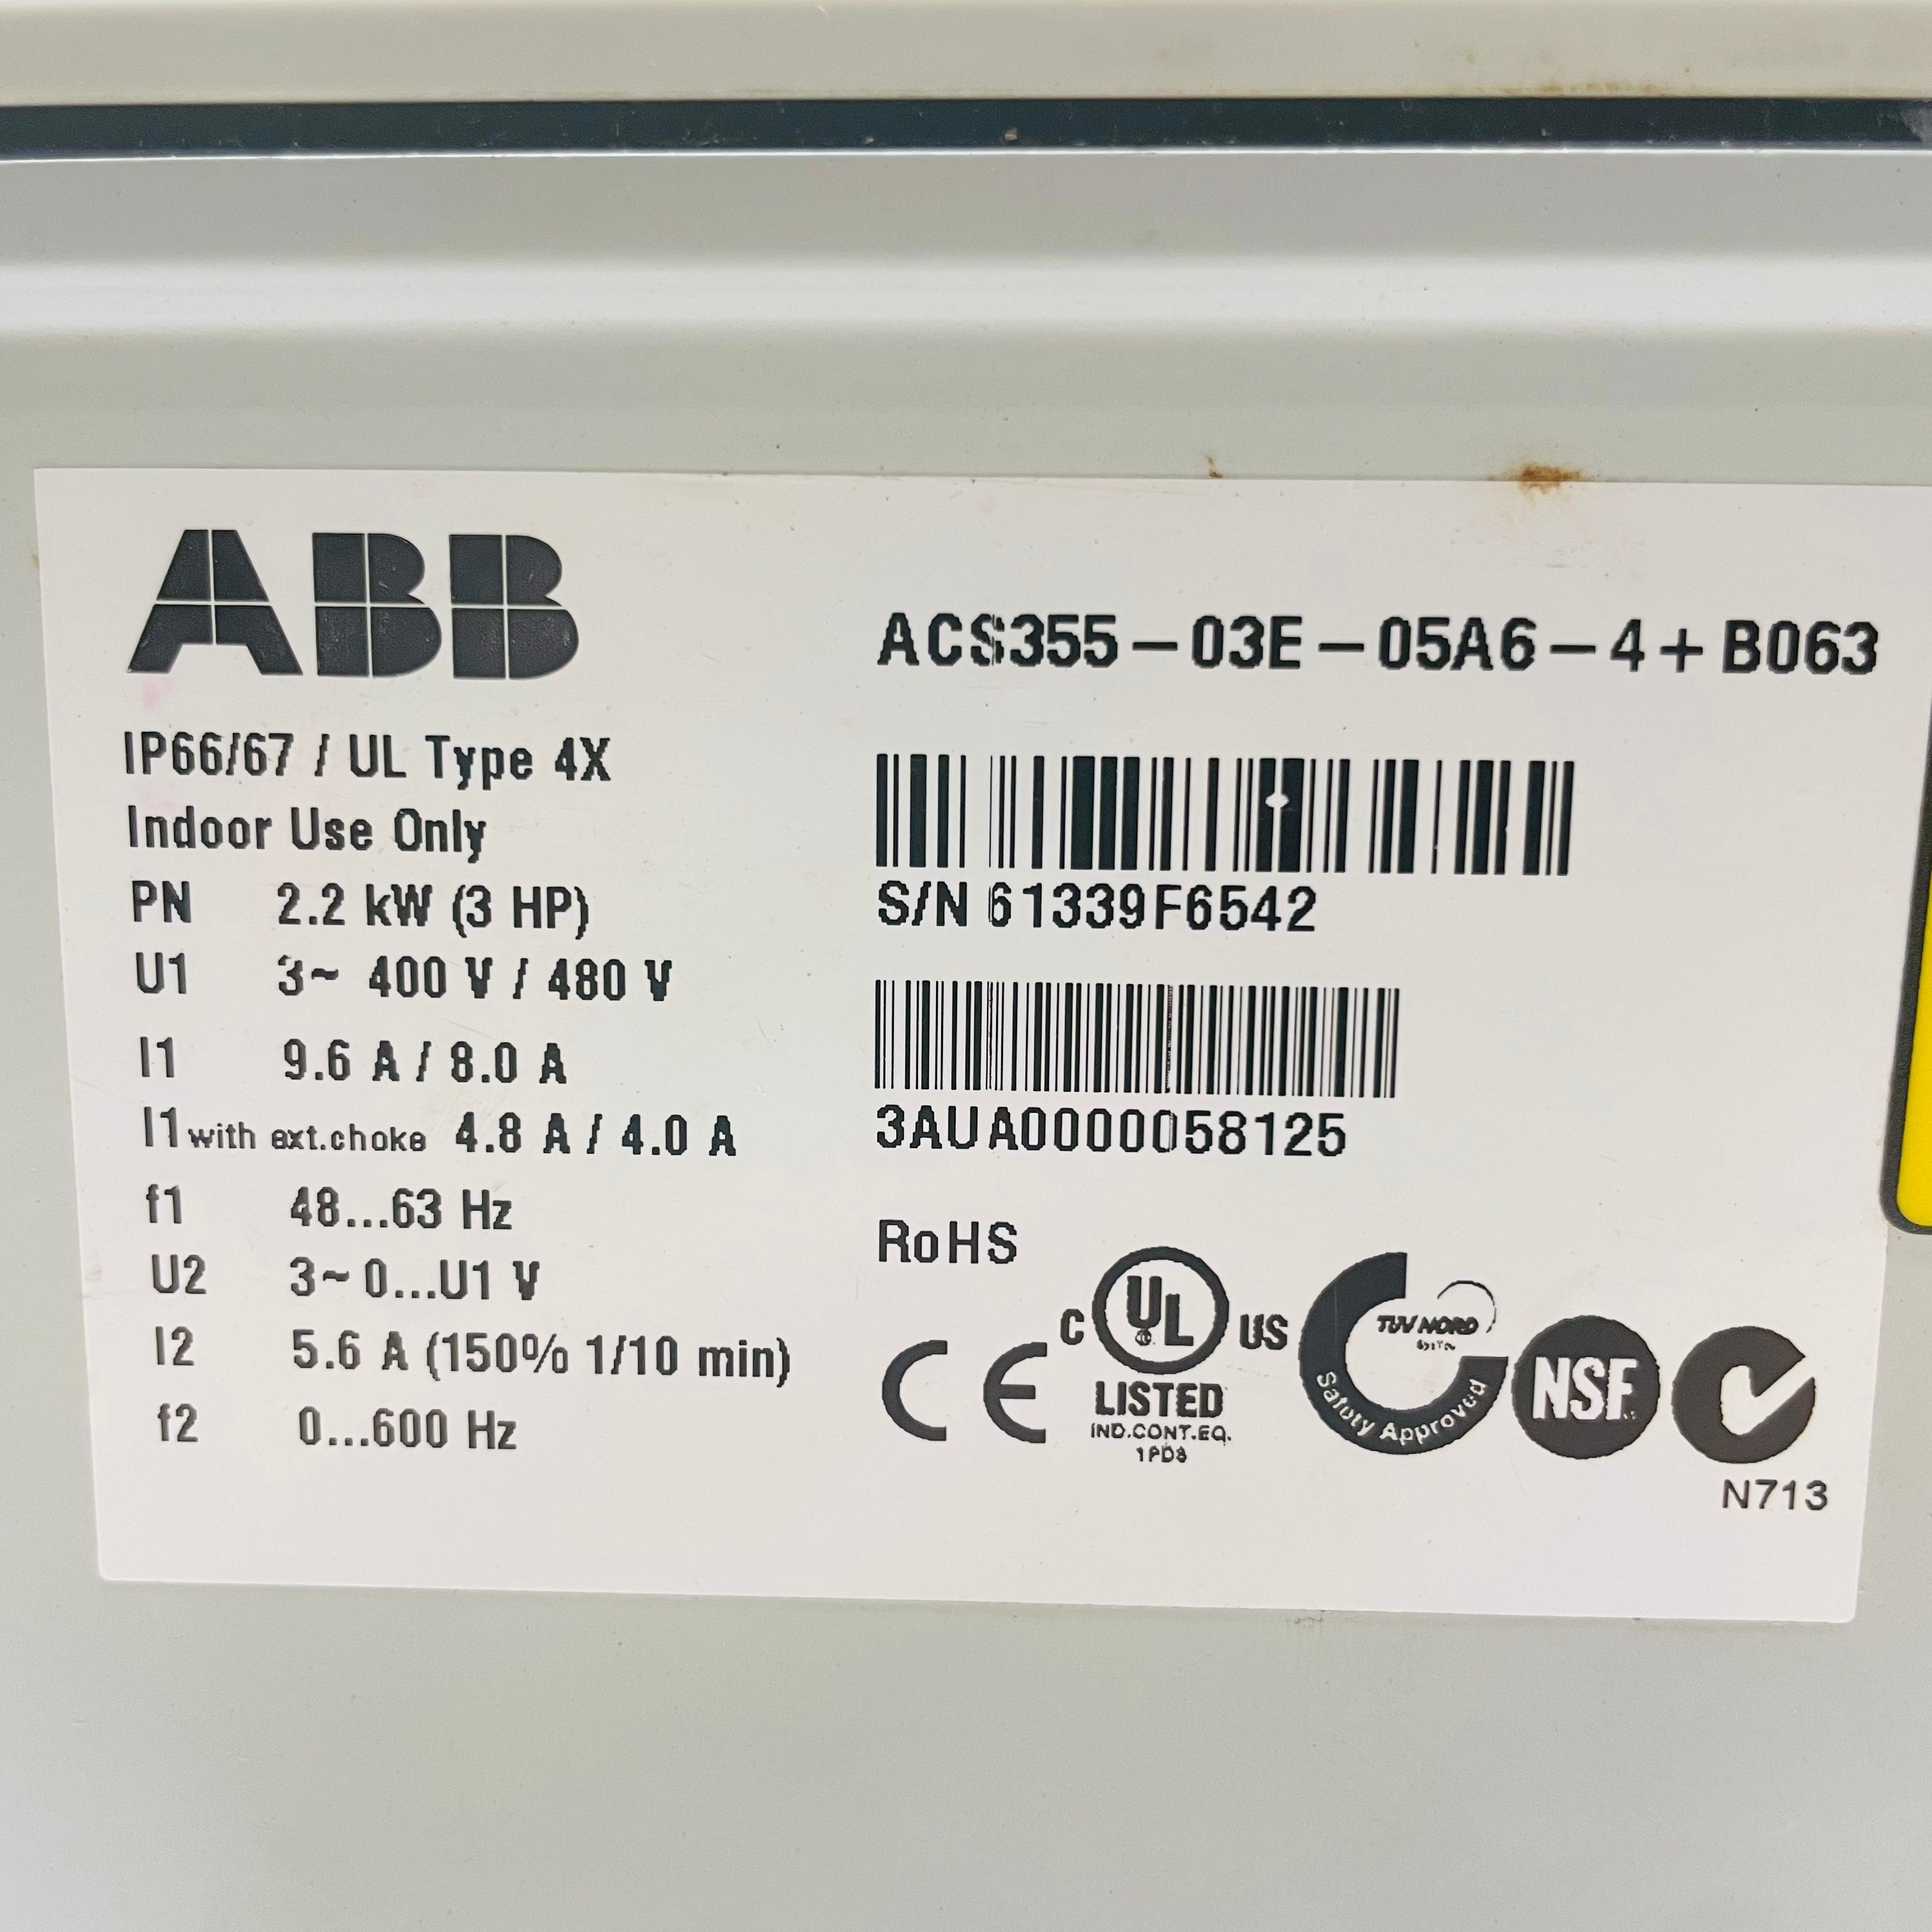 ABB
IP66/67 / UL Type 4X
Indoor Use Only
PN 2.2 kW (3 HP)
U1 3~ 400 V / 480 V
I1 9.6 A / 8.0 A
I1 with ext.choke 4.8 A / 4.0 A
f1 48...63 Hz
U2 3~ 0...U1 V
I2 5.6 A (150% 1/10 min)
f2 0...600 Hz
ACS355-03E-05A6-4+B063
S/N 61339F6542
3AUA0000058125
RoHS
CE
C UL US
LISTED
IND.CONT.EQ.
1PD8
TUV NORD
Safety Approved
NSF
N713